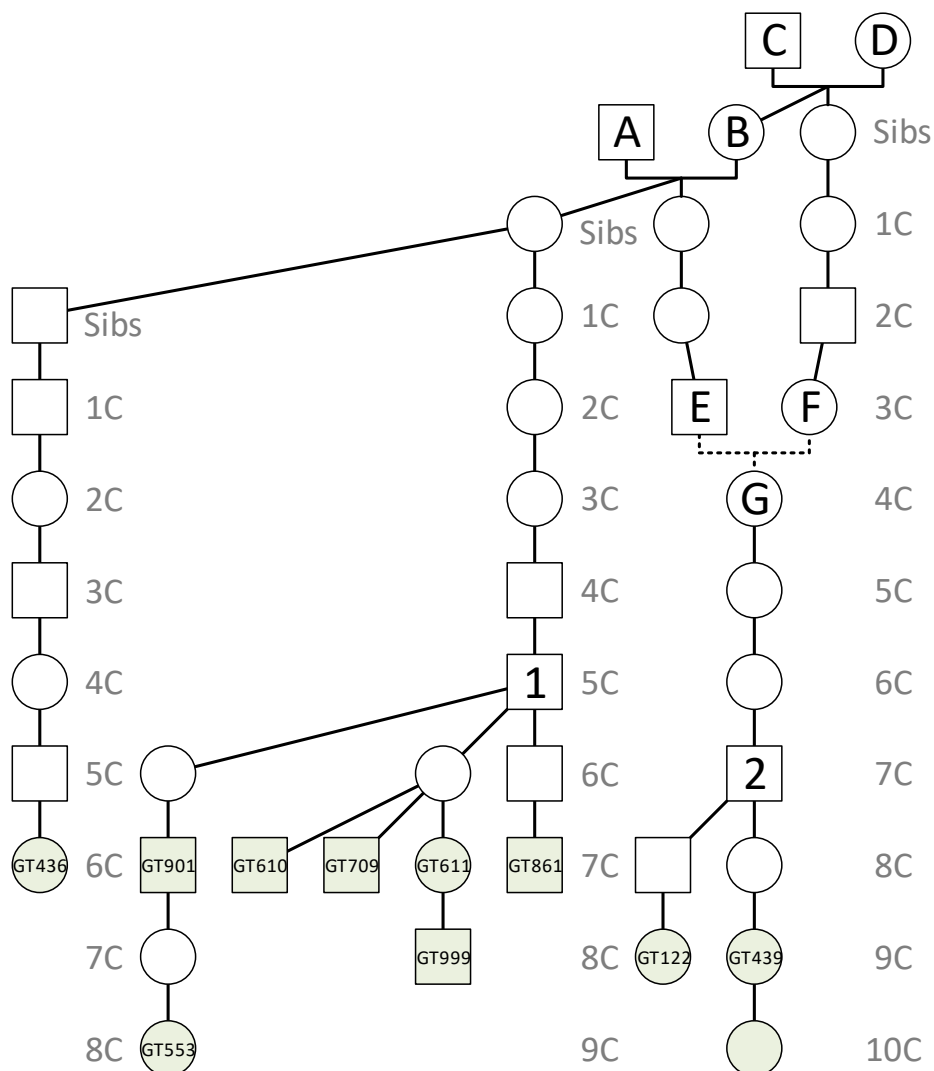 C D
A B Sibs
Sibs 1C
Sibs 1C 2C
1C 2C E F 3C
2C 3C G 4C
3C 4C 5C
4C 1 5C 6C
5C 6C 2 7C
GT436 6C GT901 GT610 GT709 GT611 GT861 7C 8C
7C GT999 8C GT122 GT439 9C
8C GT553 9C 10C